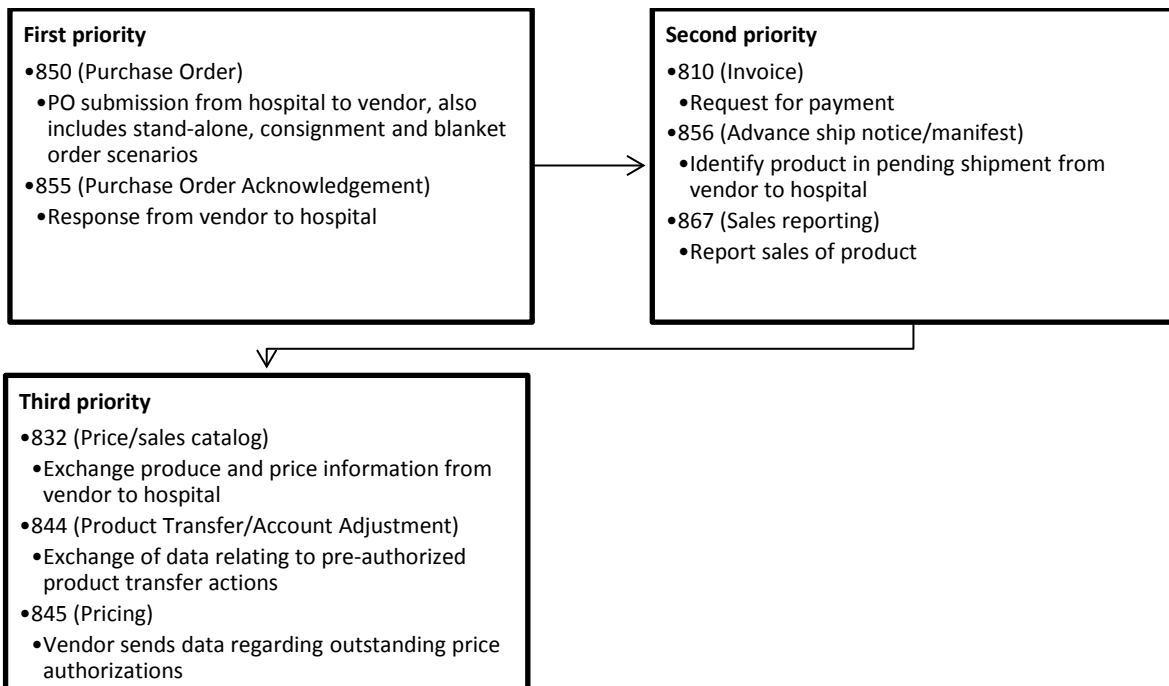 First priority
•850 (Purchase Order)
•PO submission from hospital to vendor, also
includes stand-alone, consignment and blanket
order scenarios
•855 (Purchase Order Acknowledgement)
•Response from vendor to hospital
Second priority
•810 (Invoice)
•Request for payment
•856 (Advance ship notice/manifest)
•Identify product in pending shipment from
vendor to hospital
•867 (Sales reporting)
•Report sales of product
Third priority
•832 (Price/sales catalog)
•Exchange produce and price information from
vendor to hospital
•844 (Product Transfer/Account Adjustment)
•Exchange of data relating to pre-authorized
product transfer actions
•845 (Pricing)
•Vendor sends data regarding outstanding price
authorizations